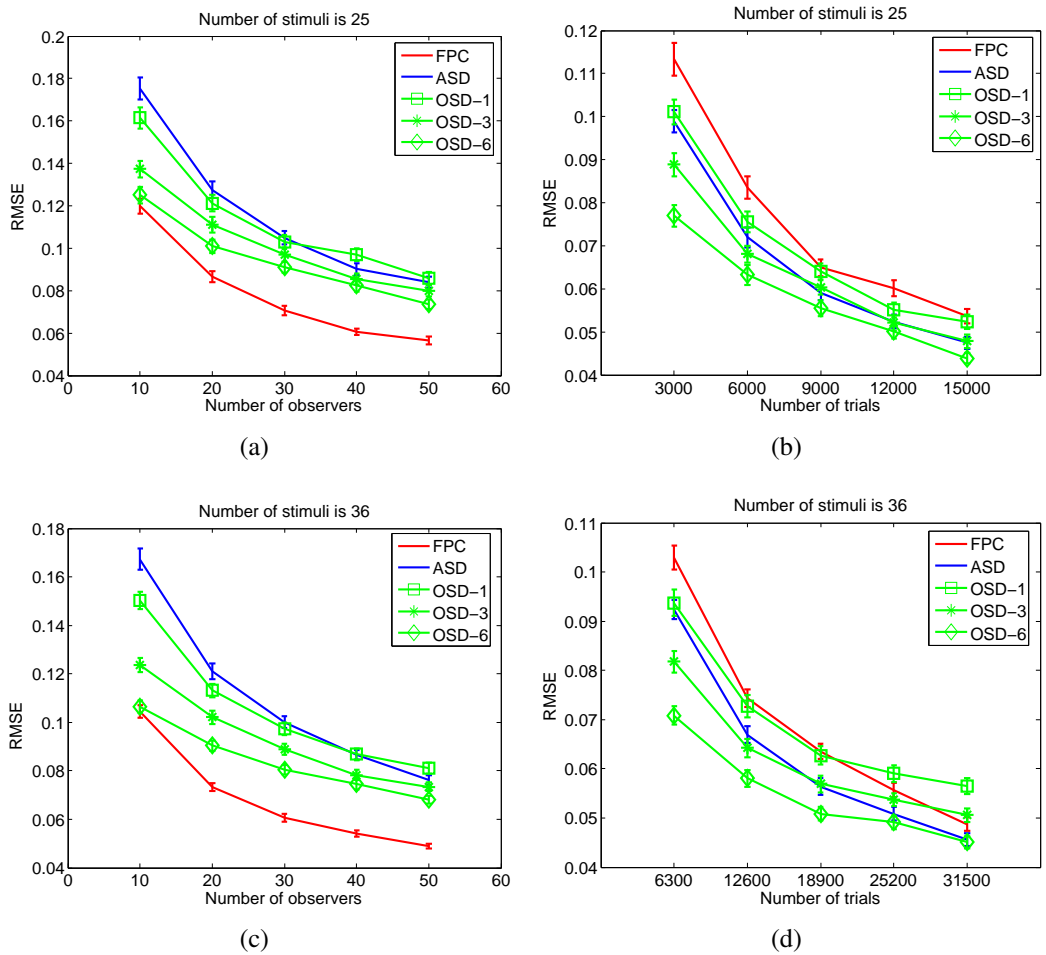 Number of stimuli is 25
0.2
0.18
0.16
0.14
0.12
0.1
0.08
0.06
0.04
RMSE
FPC
ASD
OSD−1
OSD−3
OSD−6
0 10 20 30 40 50 60
Number of observers
(a)
Number of stimuli is 25
0.12
0.11
0.1
0.09
0.08
0.07
0.06
0.05
0.04
RMSE
FPC
ASD
OSD−1
OSD−3
OSD−6
3000 6000 9000 12000 15000
Number of trials
(b)
Number of stimuli is 36
0.18
0.16
0.14
0.12
0.1
0.08
0.06
0.04
RMSE
FPC
ASD
OSD−1
OSD−3
OSD−6
0 10 20 30 40 50 60
Number of observers
(c)
Number of stimuli is 36
0.11
0.1
0.09
0.08
0.07
0.06
0.05
0.04
RMSE
FPC
ASD
OSD−1
OSD−3
OSD−6
6300 12600 18900 25200 31500
Number of trials
(d)